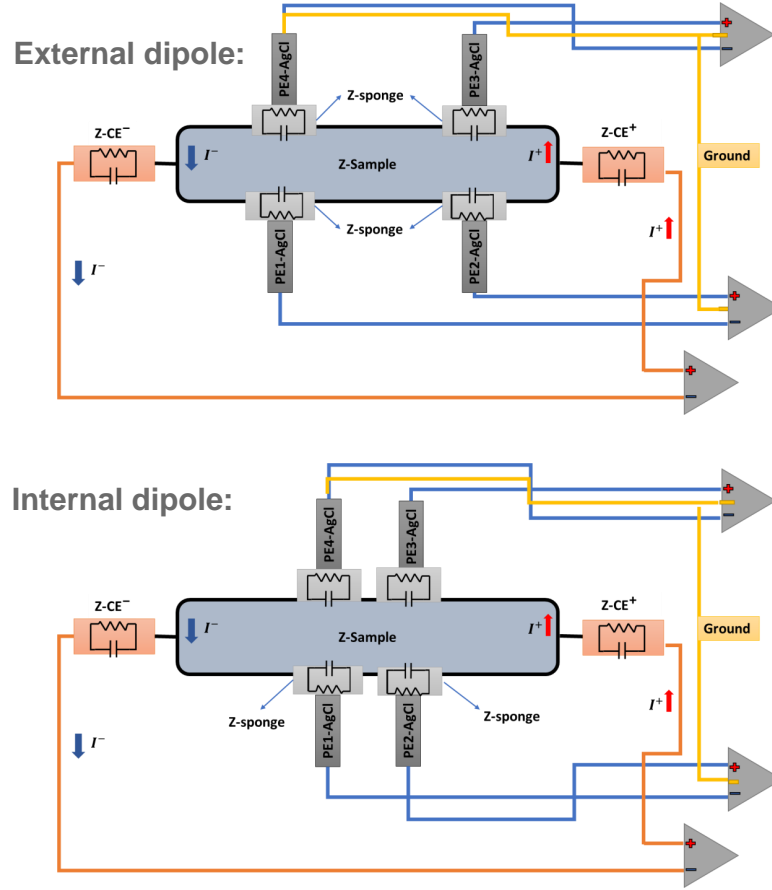 External dipole:
PE4-AgCl
PE3-AgCl
Z-sponge
Z-CE⁻
Z-CE⁺
I⁻
I⁺
Z-Sample
Ground
Z-sponge
PE1-AgCl
PE2-AgCl
I⁺
I⁻
Internal dipole:
PE4-AgCl
PE3-AgCl
Z-CE⁻
Z-CE⁺
I⁻
I⁺
Z-Sample
Ground
Z-sponge
Z-sponge
PE1-AgCl
PE2-AgCl
I⁺
I⁻